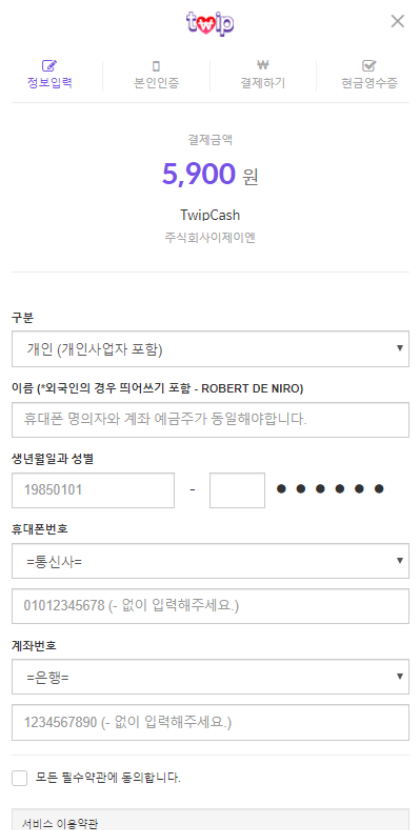 twip
정보입력 본인인증 결제하기 현금영수증
결제금액
5,900 원
TwipCash
주식회사이제이엔
구분
개인 (개인사업자 포함)
이름 (*외국인의 경우 띄어쓰기 포함 - ROBERT DE NIRO)
휴대폰 명의자와 계좌 예금주가 동일해야합니다.
생년월일과 성별
19850101 - ● ● ● ● ● ●
휴대폰번호
=통신사=
01012345678 (- 없이 입력해주세요.)
계좌번호
=은행=
1234567890 (- 없이 입력해주세요.)
모든 필수약관에 동의합니다.
서비스 이용약관